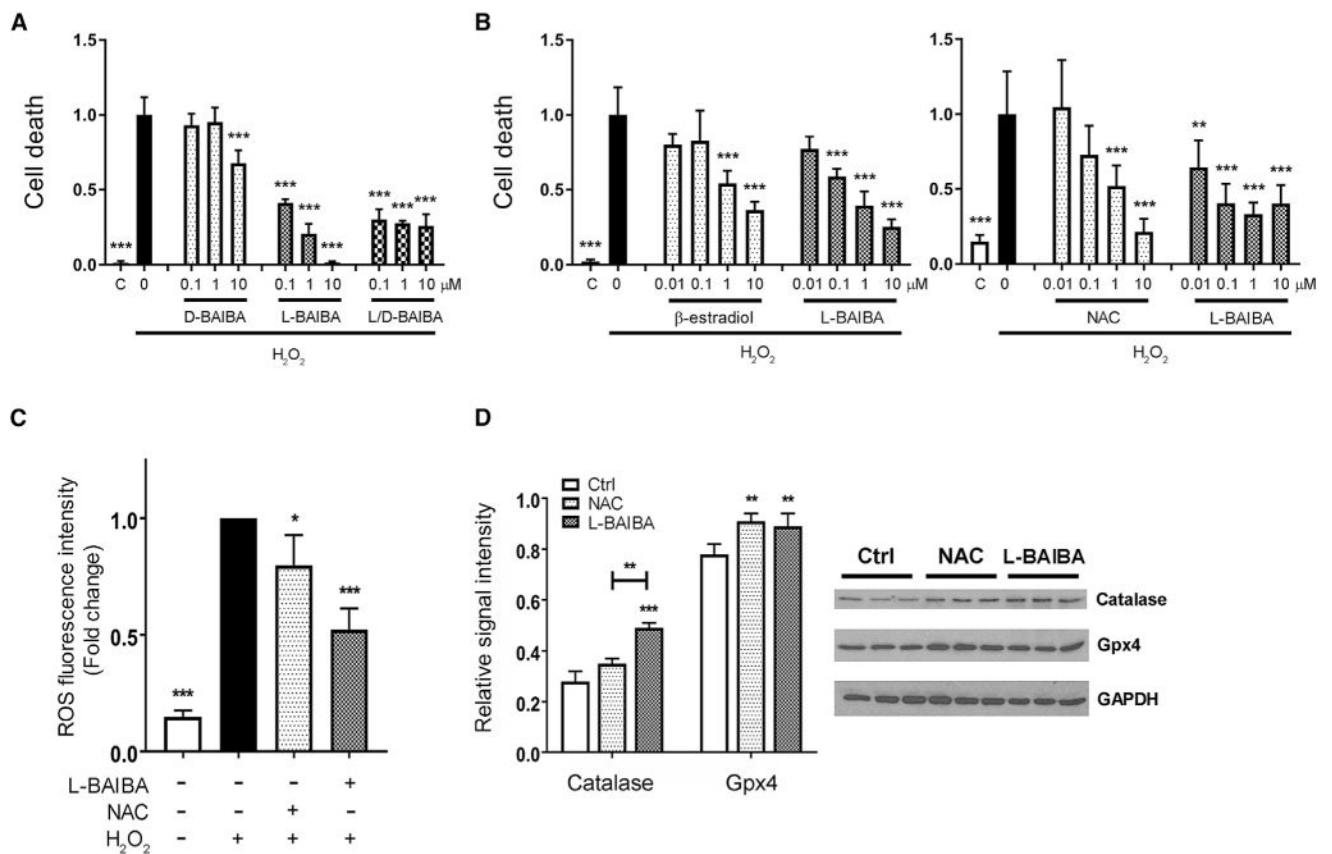 A
Cell death
1.5
1.0
0.5
0.0
***
***
***
***
***
***
***
***
C 0 0.1 1 10 0.1 1 10 0.1 1 10 μM
D-BAIBA L-BAIBA L/D-BAIBA
H₂O₂
B
Cell death
1.5
1.0
0.5
0.0
***
***
***
***
***
***
C 0 0.01 0.1 1 10 0.01 0.1 1 10 μM
β-estradiol L-BAIBA
H₂O₂
1.5
1.0
0.5
0.0
***
***
***
**
***
***
***
C 0 0.01 0.1 1 10 0.01 0.1 1 10
NAC L-BAIBA
H₂O₂
C
ROS fluorescence intensity
(Fold change)
1.0
0.5
0.0
***
*
***
L-BAIBA - - - +
NAC - - + -
H₂O₂ - + + +
D
Relative signal intensity
1.0
0.8
0.6
0.4
0.2
0.0
Ctrl
NAC
L-BAIBA
**
***
**
**
Catalase Gpx4
Ctrl NAC L-BAIBA
Catalase
Gpx4
GAPDH